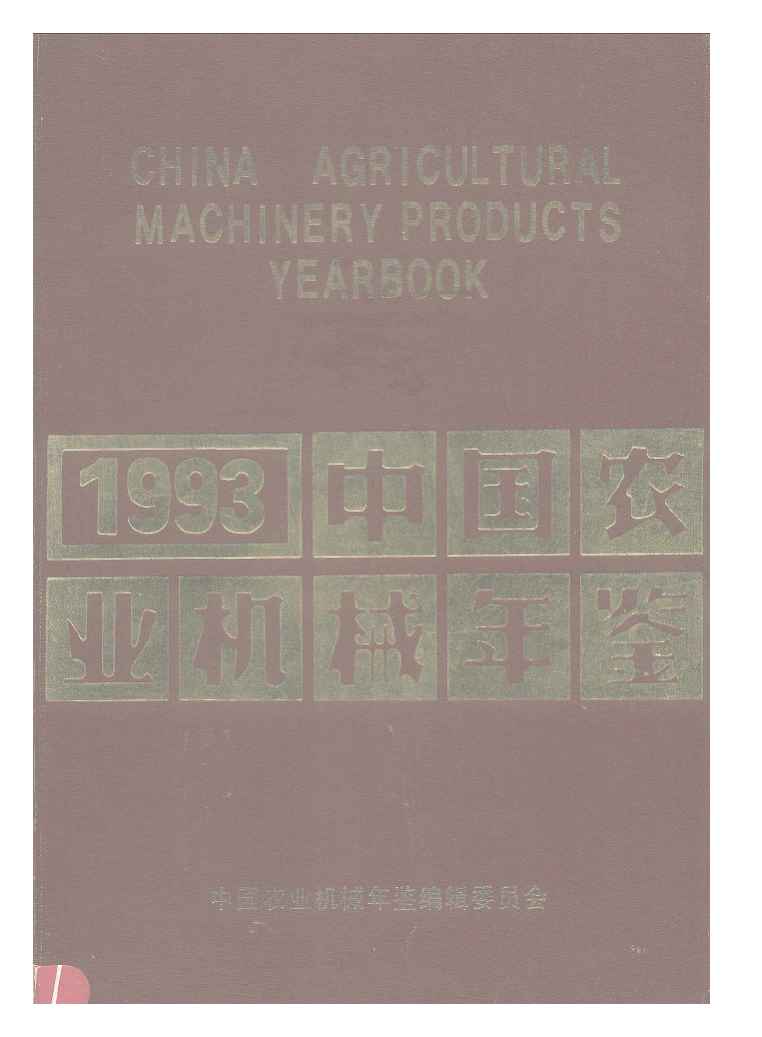 CHINA AGRICULTURAL
MACHINERY PRODUCTS
YEARBOOK
1993 中国农
业机械年鉴
中国农业机械年鉴编辑委员会